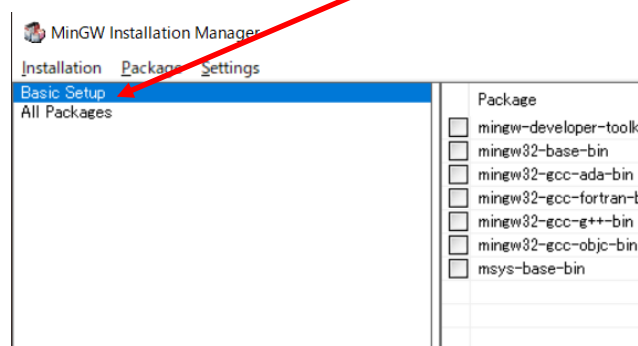 MinGW Installation Manager
Installation Package Settings
Basic Setup
All Packages
Package
mingw-developer-toolk
mingw32-base-bin
mingw32-gcc-ada-bin
mingw32-gcc-fortran-b
mingw32-gcc-g++-bin
mingw32-gcc-objc-bin
msys-base-bin